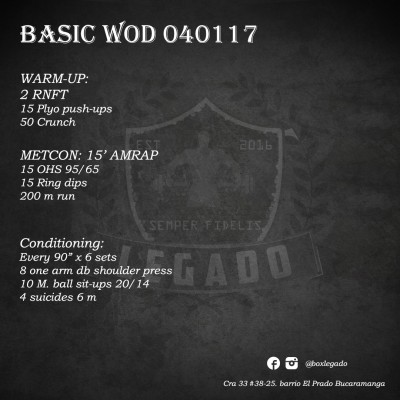 BASIC WOD 040117
WARM-UP:
2 RNFT
15 Plyo push-ups
50 Crunch
EST 2016
METCON: 15' AMRAP
15 OHS 95/65
15 Ring dips
200 m run
SEMPER FIDELIS
LEGADO
Conditioning:
Every 90" x 6 sets
8 one arm db shoulder press
10 M. ball sit-ups 20/14
4 suicides 6 m
@boxlegado
Cra 33 #38-25. barrio El Prado Bucaramanga